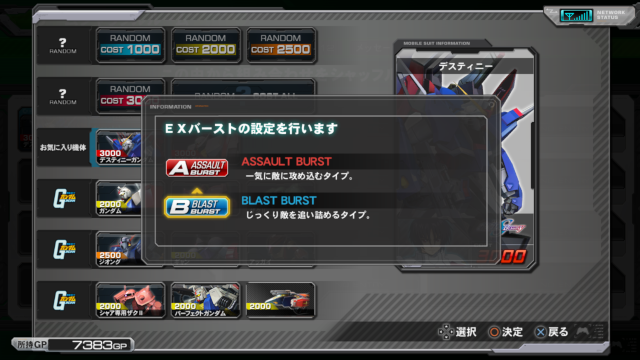 NETWORK STATUS
?
RANDOM
RANDOM
COST 1000
RANDOM
COST 2000
RANDOM
COST 2500
MOBILE SUIT INFORMATION
デスティニー
?
RANDOM
RANDOM
INFORMATION
EXバーストの設定を行います
A ASSAULT BURST
ASSAULT BURST
一気に敵に攻め込むタイプ。
B BLAST BURST
BLAST BURST
じっくり敵を追い詰めるタイプ。
お気に入り機体
3000
デスティニーガン
2000
ガンダム
2500
ジオング
2000
シャア専用ザクⅡ
2000
パーフェクトガンダム
2000
所持GP 7383GP
選択 決定 戻る